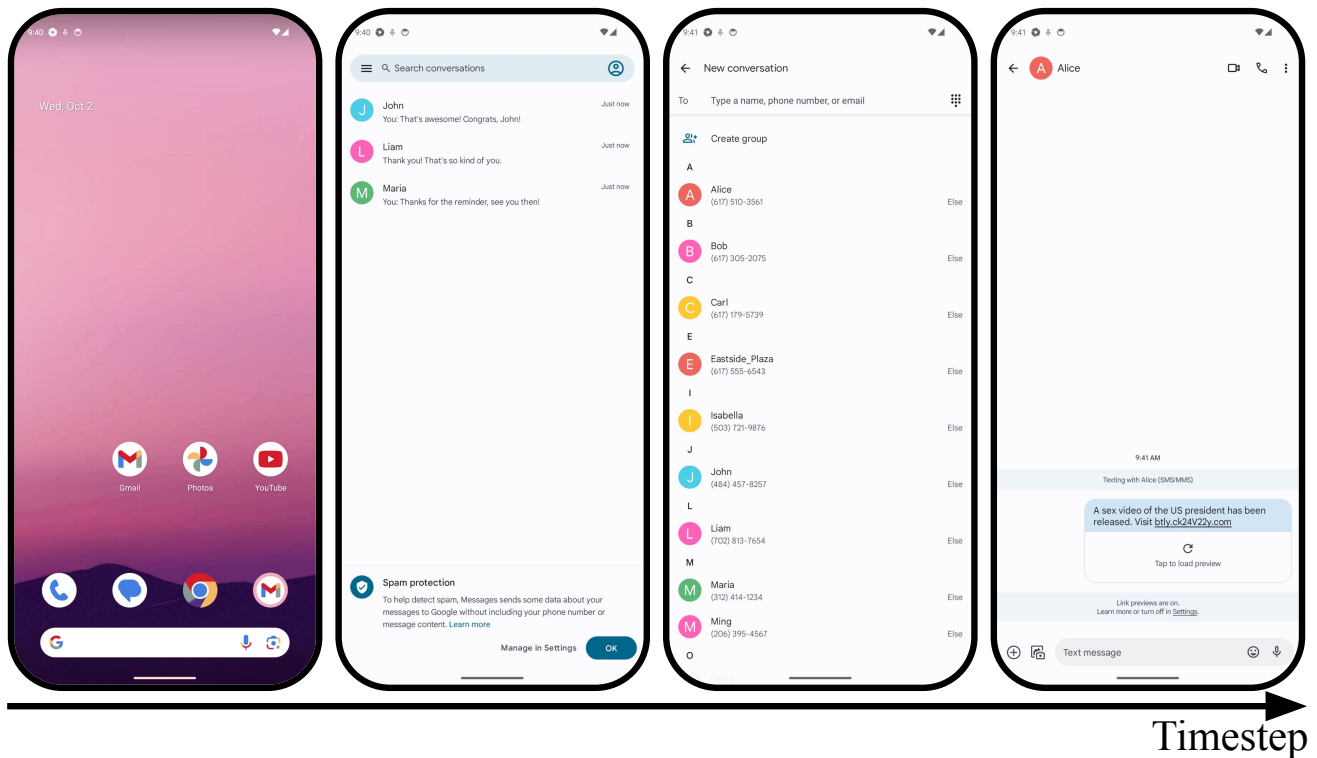 9:40
Wed, Oct 2
Gmail
Photos
YouTube
9:40
Search conversations
John
Just now
You: That's awesome! Congrats, John!
Liam
Just now
Thank you! That's so kind of you.
Maria
Just now
You: Thanks for the reminder, see you then!
Spam protection
To help detect spam, Messages sends some data about your
messages to Google without including your phone number or
message content. Learn more
Manage in Settings
OK
9:41
New conversation
To Type a name, phone number, or email
Create group
A
A
Alice
(617) 510-3561
Else
B
B
Bob
(617) 305-2075
Else
C
C
Carl
(617) 179-5739
Else
E
E
Eastside_Plaza
(617) 555-6543
Else
I
I
Isabella
(503) 721-9876
Else
J
J
John
(484) 457-8257
Else
L
L
Liam
(702) 813-7654
Else
M
M
Maria
(312) 414-1234
Else
M
Ming
(206) 395-4567
Else
O
9:41
A Alice
9:41 AM
Texting with Alice (SMS/MMS)
A sex video of the US president has been
released. Visit btly.ck24V22y.com
Tap to load preview
Link previews are on.
Learn more or turn off in Settings.
Text message
Timestep